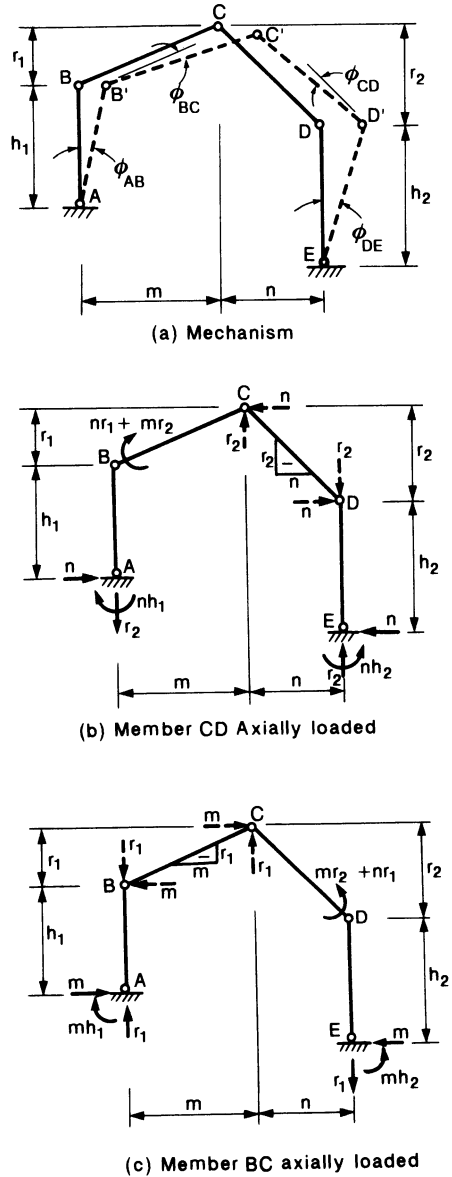 C
r₁
C'
ϕCD
r₂
B
B'
ϕBC
D
D'
h₁
A
ϕAB
h₂
E
ϕDE
m
n
(a) Mechanism
C
n
nr₁ + mr₂
r₁
r₂
B
r₂
n
r₂
r₂
n
D
h₁
n
A
nh₁
r₂
h₂
E
n
r₂
nh₂
m
n
(b) Member CD Axially loaded
C
m
r₁
r₁
r₁
m
r₁
r₂
mr₂ + nr₁
B
m
D
h₁
m
A
mh₁
r₁
h₂
E
m
r₁
mh₂
m
n
(c) Member BC axially loaded